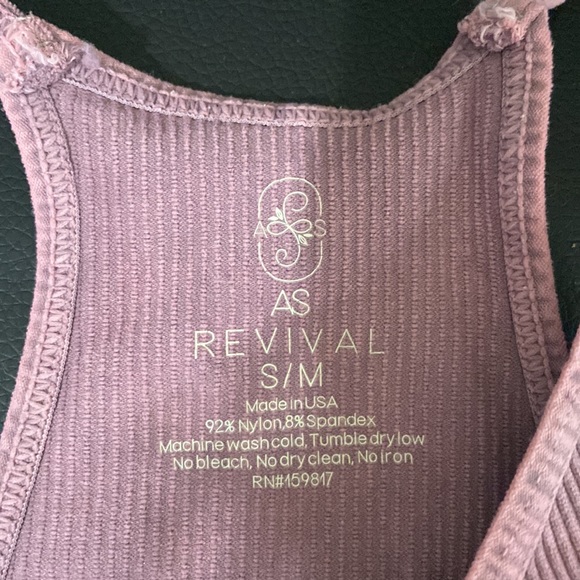 A S
AS
REVIVAL
S/M
Made in USA
92% Nylon, 8% Spandex
Machine wash cold, Tumble dry low
No bleach, No dry clean, No iron
RN#159817